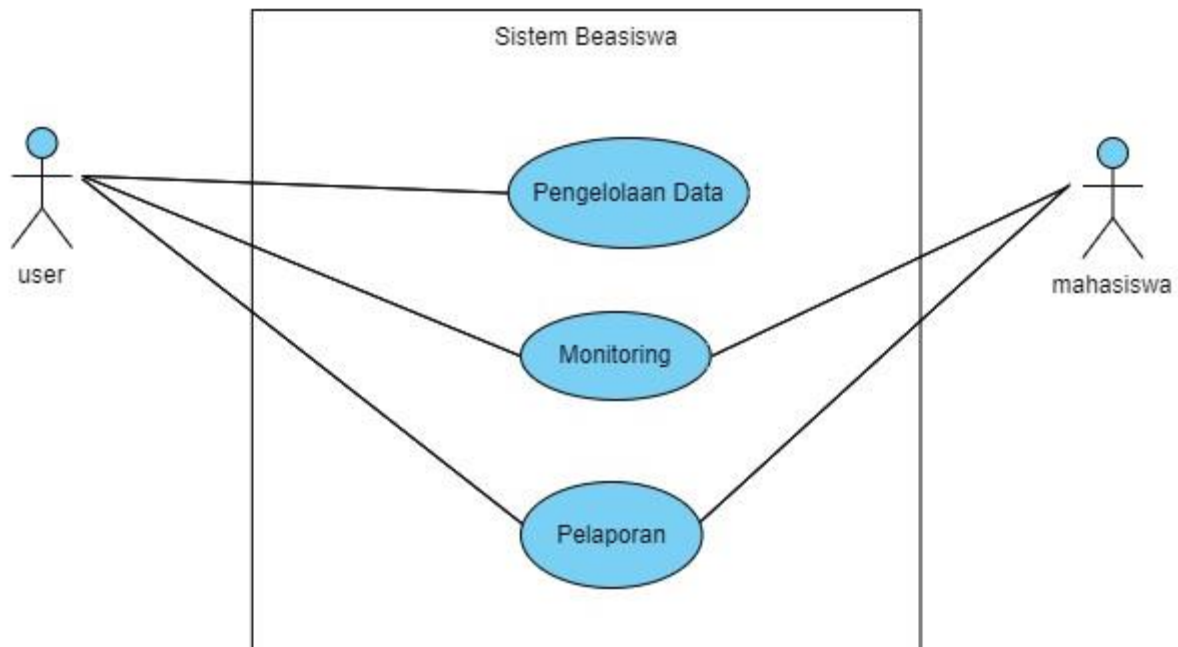 Sistem Beasiswa
Pengelolaan Data
user
mahasiswa
Monitoring
Pelaporan